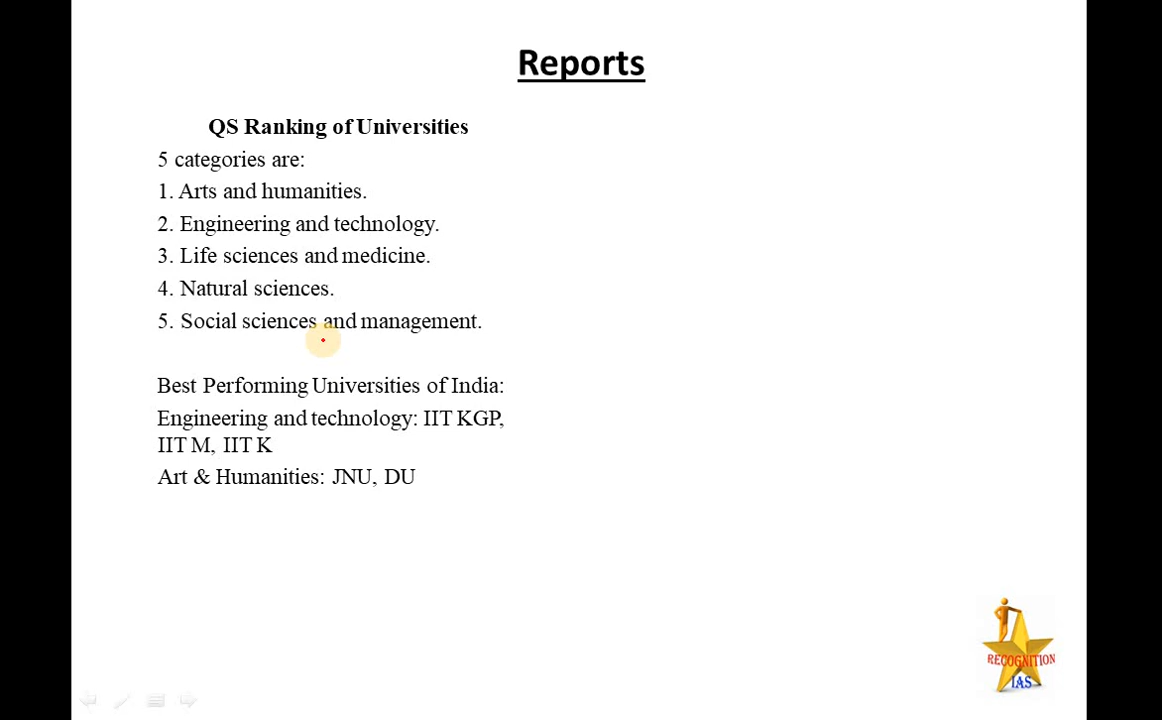 Reports
QS Ranking of Universities
5 categories are:
1. Arts and humanities.
2. Engineering and technology.
3. Life sciences and medicine.
4. Natural sciences.
5. Social sciences and management.
Best Performing Universities of India:
Engineering and technology: IIT KGP,
IIT M, IIT K
Art & Humanities: JNU, DU
RECOGNITION
IAS